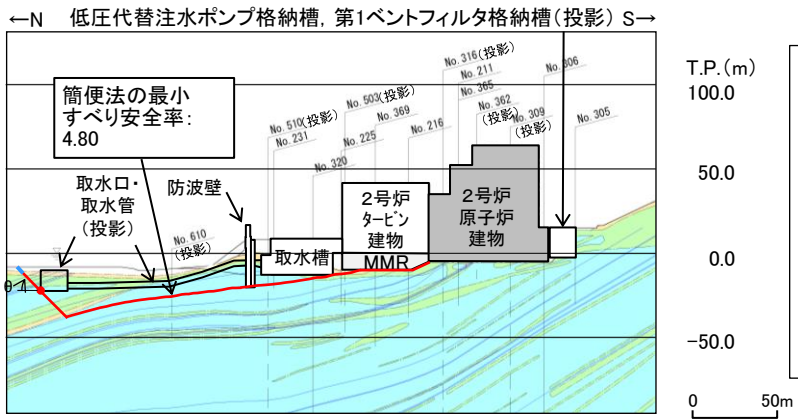 ←N 低圧代替注水ポンプ格納槽, 第1ベントフィルタ格納槽(投影) S→
T.P.(m)
100.0
50.0
0.0
-50.0
0 50m
簡便法の最小
すべり安全率:
4.80
No. 316(投影)
No. 211
No. 365
No. 362
(投影)
No. 309
(投影)
No. 306
No. 305
No. 510(投影)
No. 231
No. 320
No. 503(投影)
No. 225
No. 369
No. 216
No. 610
(投影)
取水口・
取水管
(投影)
防波壁
取水槽
2号炉
タービン
建物
MMR
2号炉
原子炉
建物